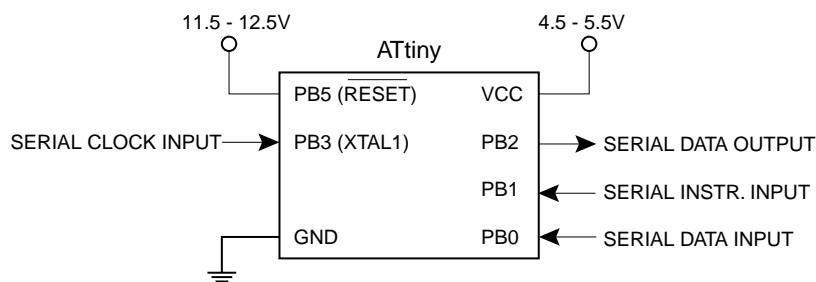 11.5 - 12.5V
4.5 - 5.5V
ATtiny
PB5 (RESET)
VCC
SERIAL CLOCK INPUT
PB3 (XTAL1)
PB2
SERIAL DATA OUTPUT
PB1
SERIAL INSTR. INPUT
GND
PB0
SERIAL DATA INPUT